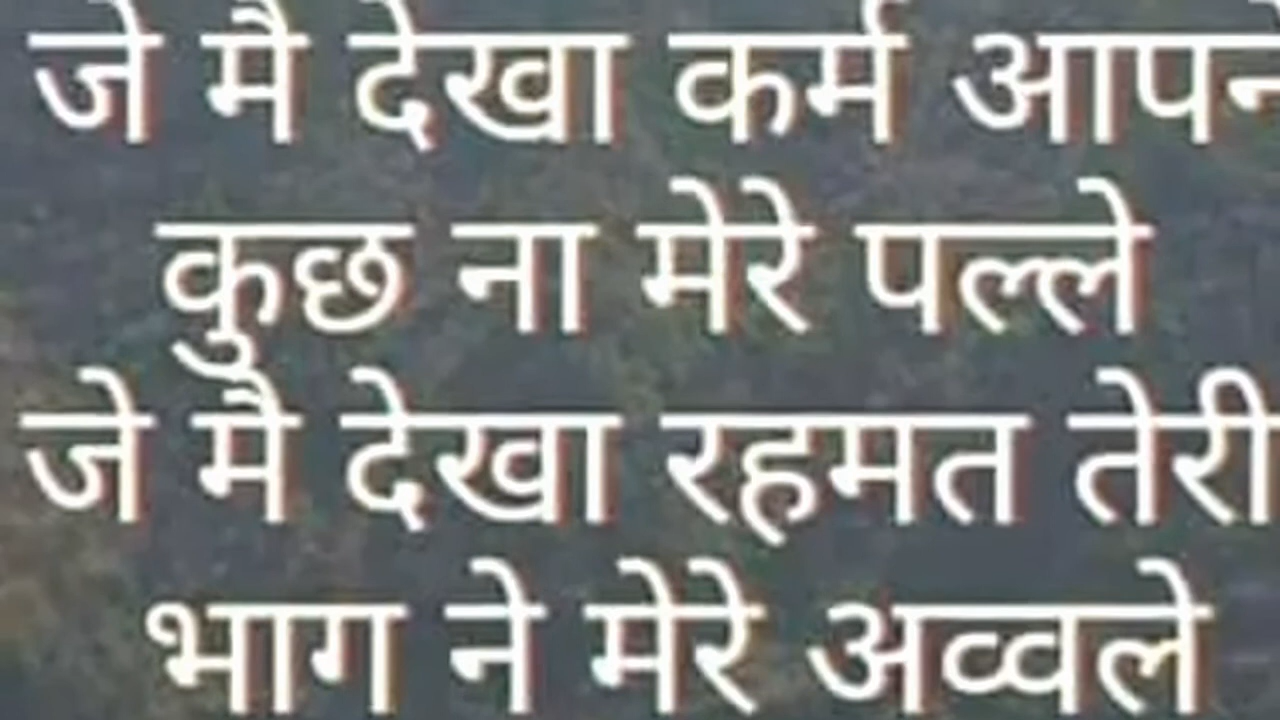 जे मै देखा कर्म आपने
कुछ ना मेरे पल्ले
जे मै देखा रहमत तेरी
भाग ने मेरे अव्वले